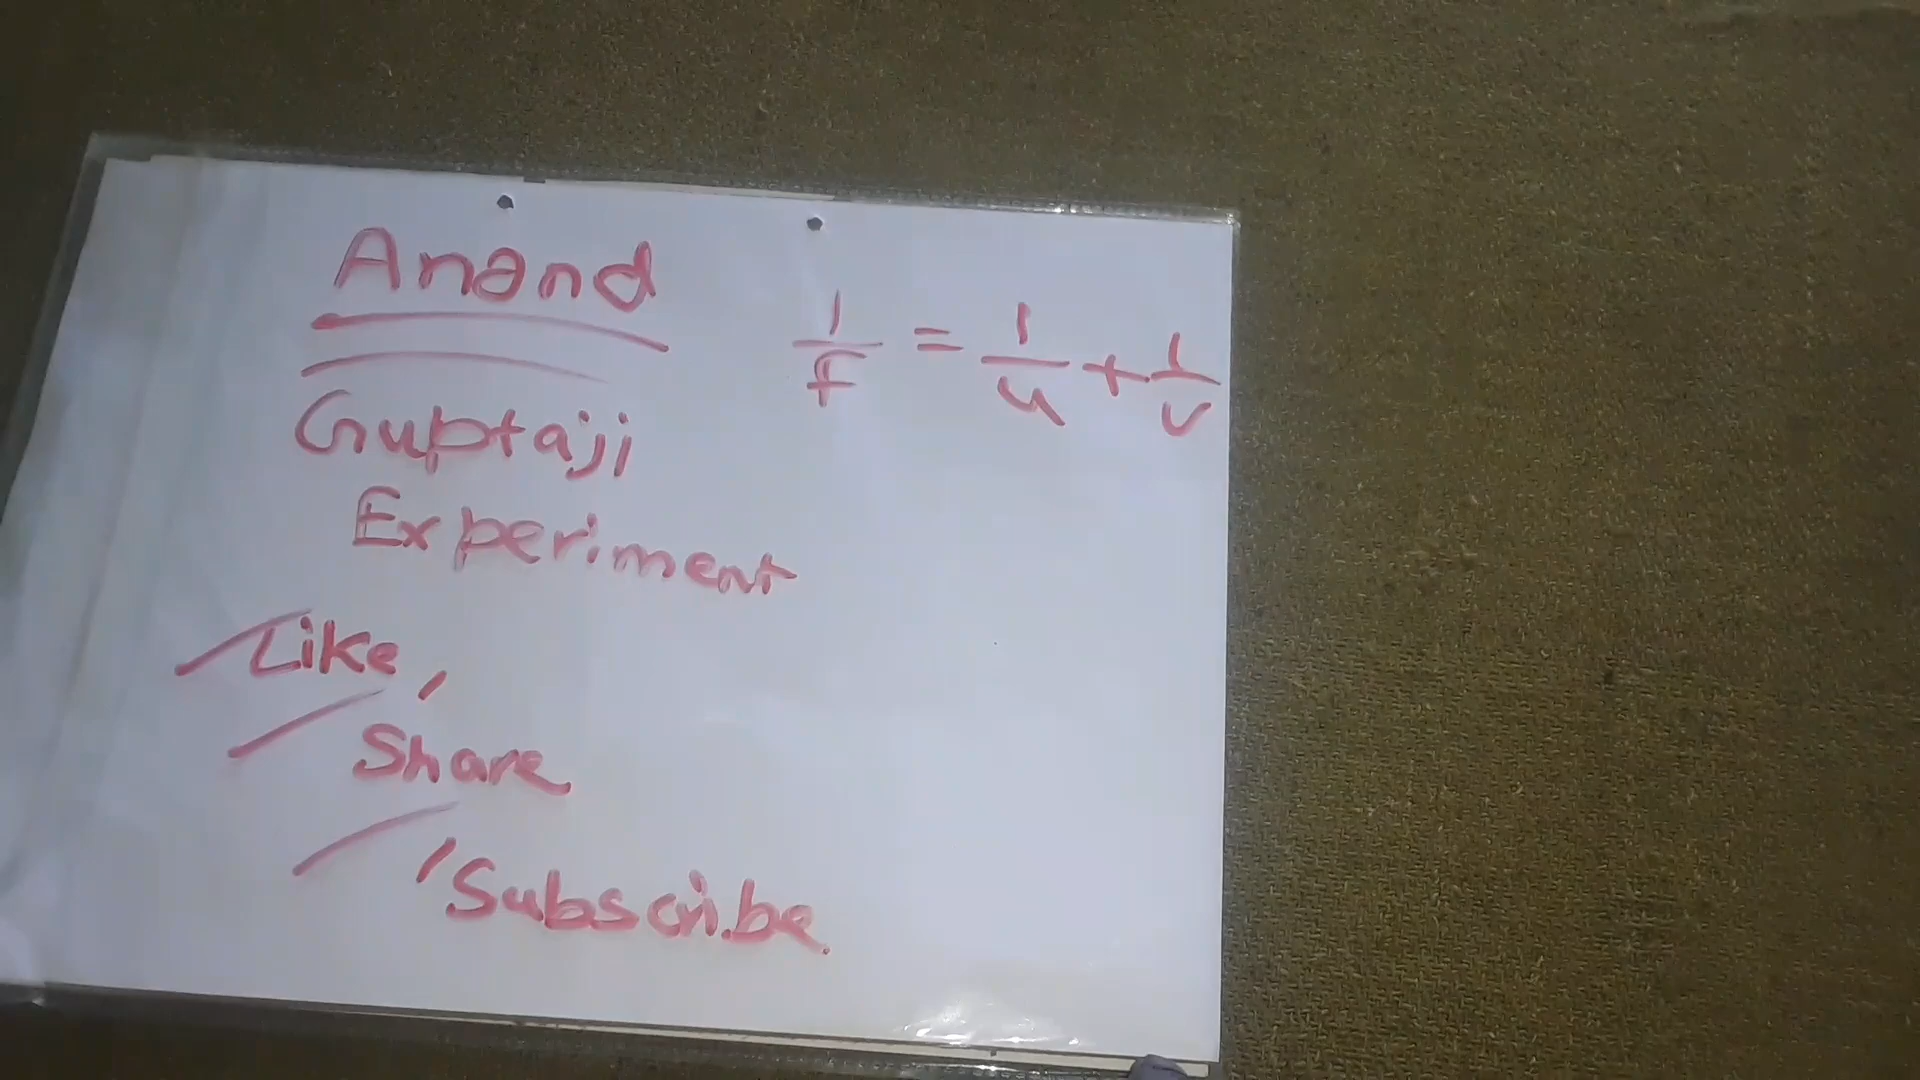 Anand
1/f = 1/u + 1/v
Guptaji
Experiment
Like,
Share
'Subscribe.